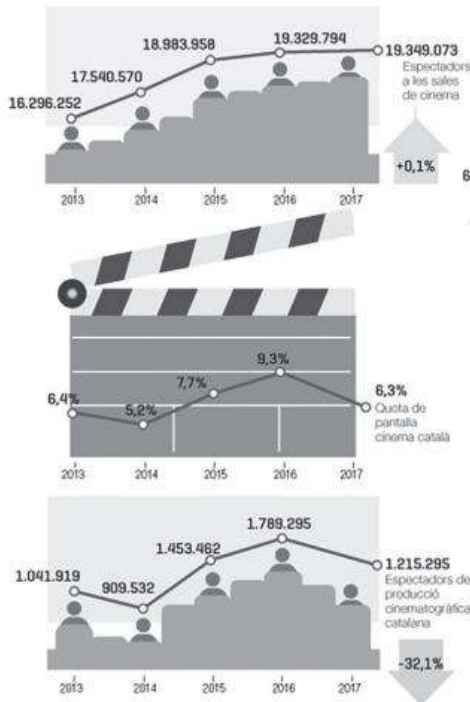 16.296.252
17.540.570
18.983.958
19.329.794
19.349.073
Espectadors
a les sales
de cinema
+0,1%
6
2013 2014 2015 2016 2017
6,4%
5,2%
7,7%
9,3%
6,3%
Quota de
pantalla
cinema català
2013 2014 2015 2016 2017
1.041.919
909.532
1.453.462
1.789.295
1.215.295
Espectadors de
producció
cinematogràfica
catalana
-32,1%
2013 2014 2015 2016 2017